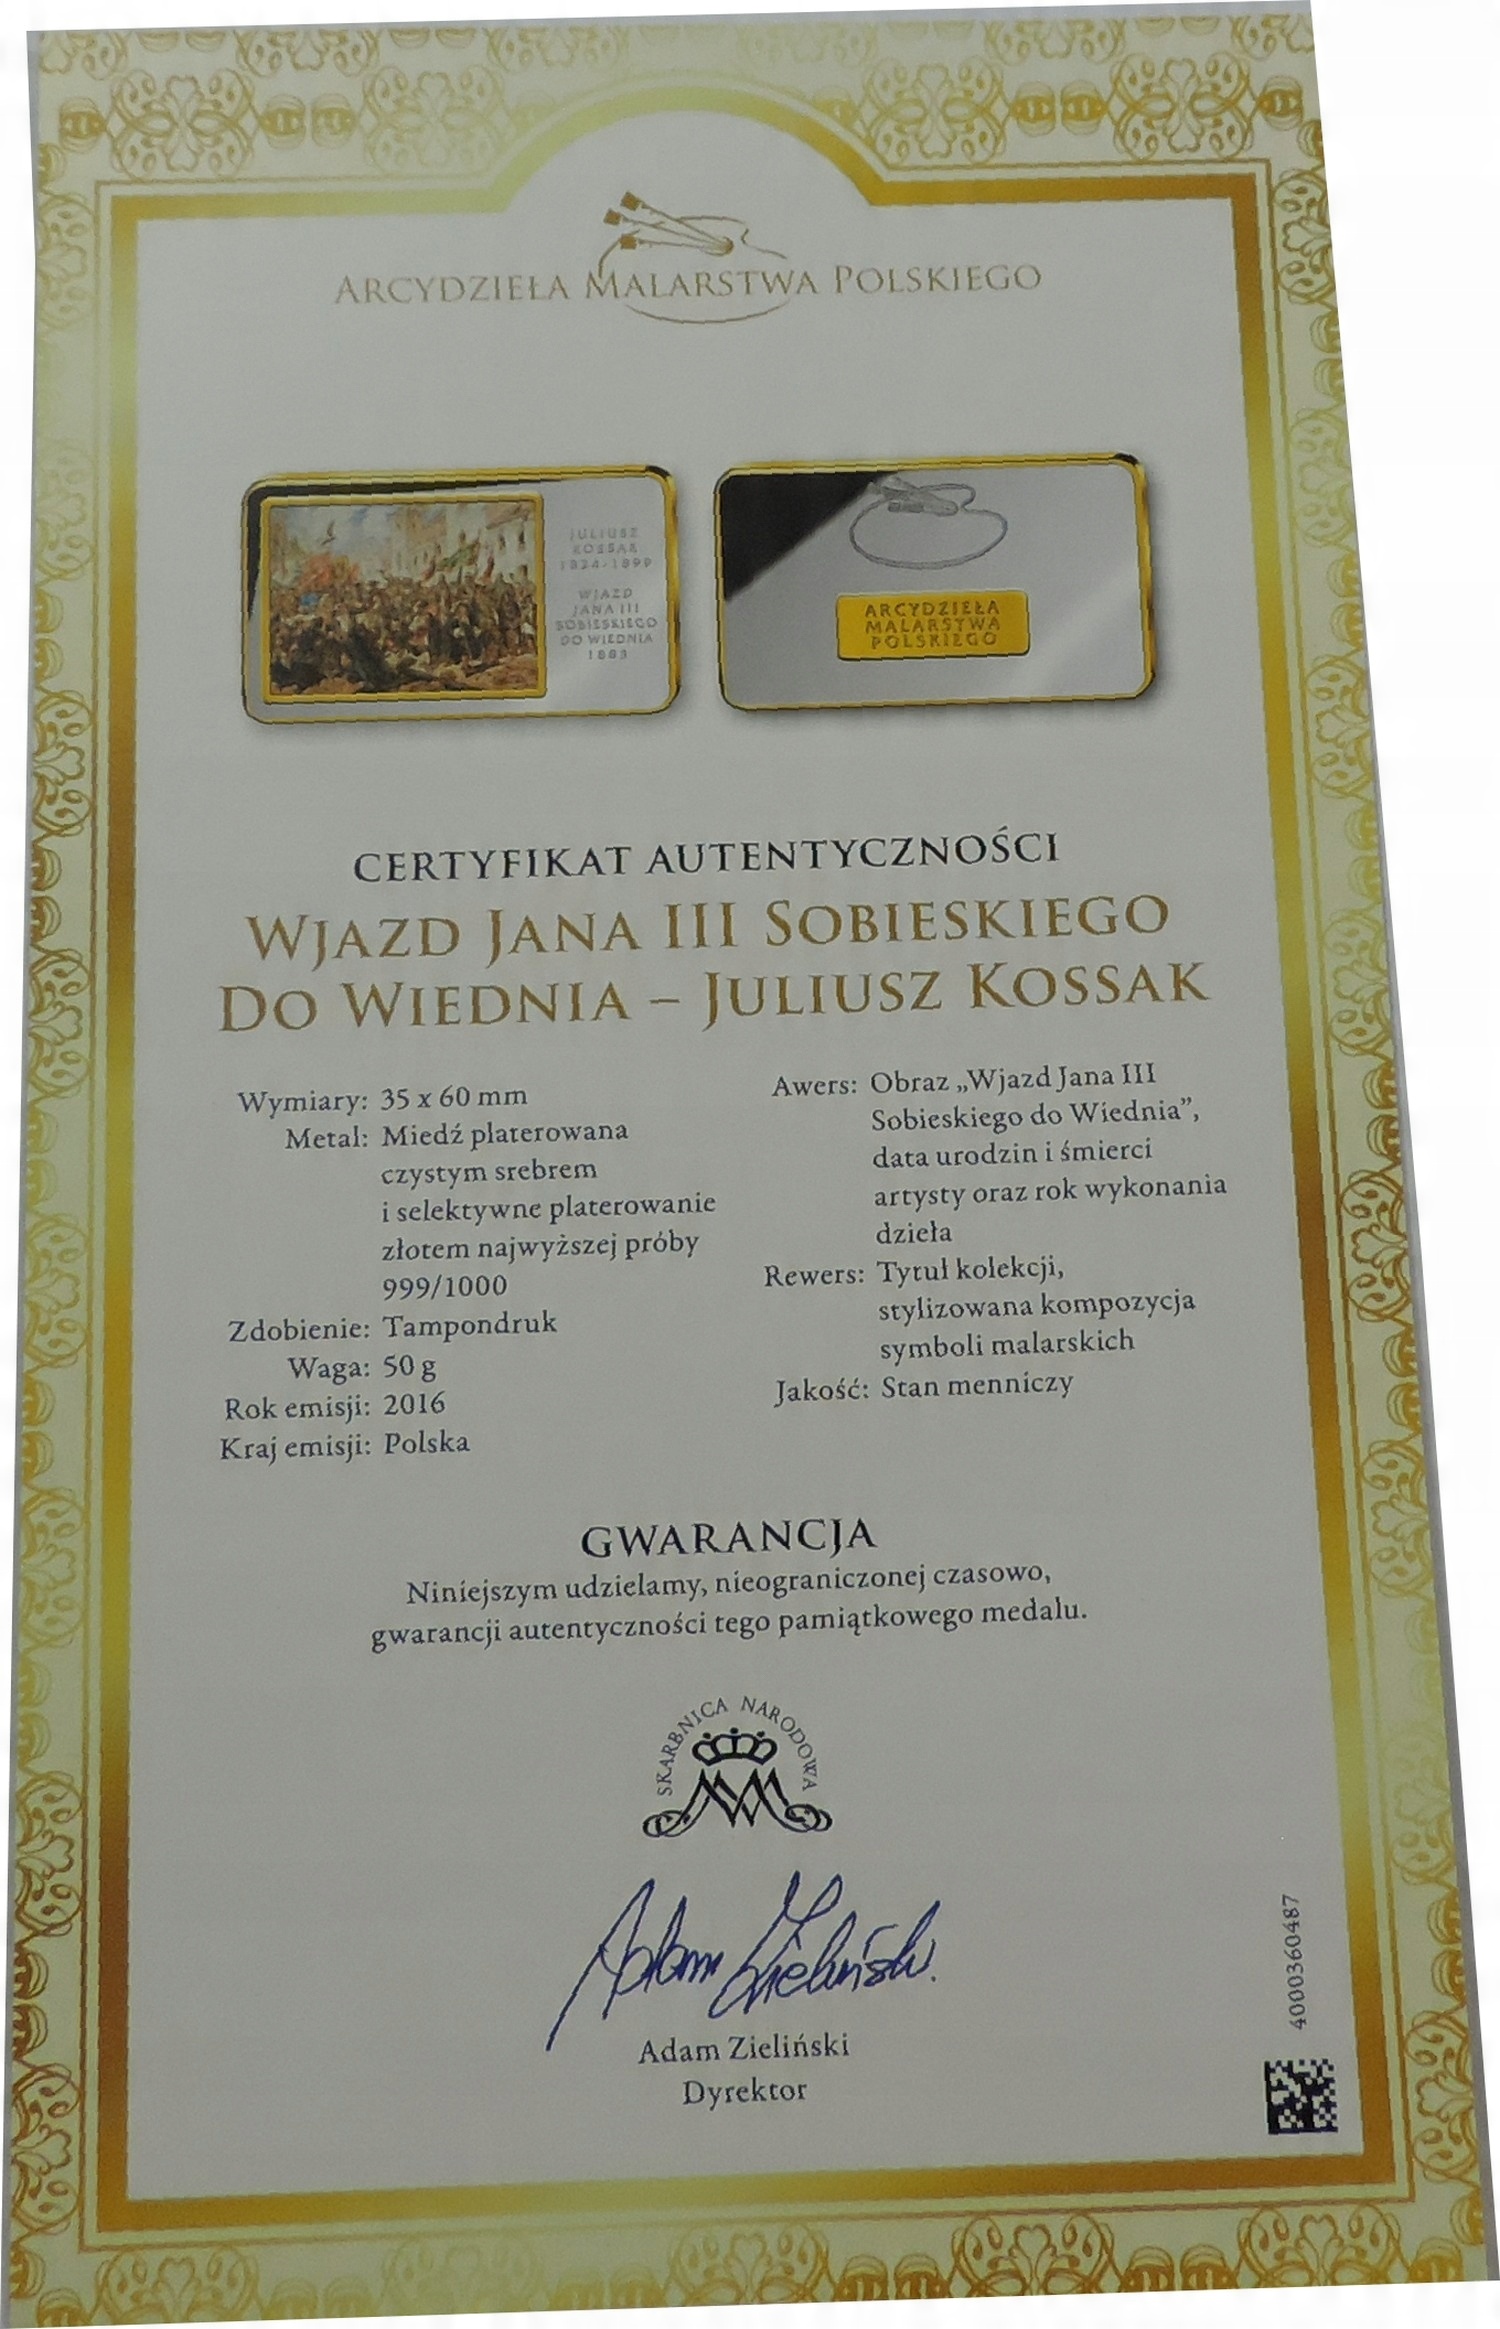 ARCYDZIEŁA MALARSTWA POLSKIEGO
JULIUSZ
KOSSAK
1824-1899
WJAZD
JANA III
SOBIESKIEGO
DO WIEDNIA
1883
ARCYDZIEŁA
MALARSTWA
POLSKIEGO
CERTYFIKAT AUTENTYCZNOŚCI
WJAZD JANA III SOBIESKIEGO
DO WIEDNIA – JULIUSZ KOSSAK
Wymiary: 35 x 60 mm
Metal: Miedź platerowana
czystym srebrem
i selektywne platerowanie
złotem najwyższej próby
999/1000
Zdobienie: Tampondruk
Waga: 50 g
Rok emisji: 2016
Kraj emisji: Polska
Awers: Obraz „Wjazd Jana III
Sobieskiego do Wiednia”,
data urodzin i śmierci
artysty oraz rok wykonania
dzieła
Rewers: Tytuł kolekcji,
stylizowana kompozycja
symboli malarskich
Jakość: Stan menniczy
GWARANCJA
Niniejszym udzielamy, nieograniczonej czasowo,
gwarancji autentyczności tego pamiątkowego medalu.
SKARBNICA NARODOWA
Adam Zieliński
Adam Zieliński
Dyrektor
4000360487